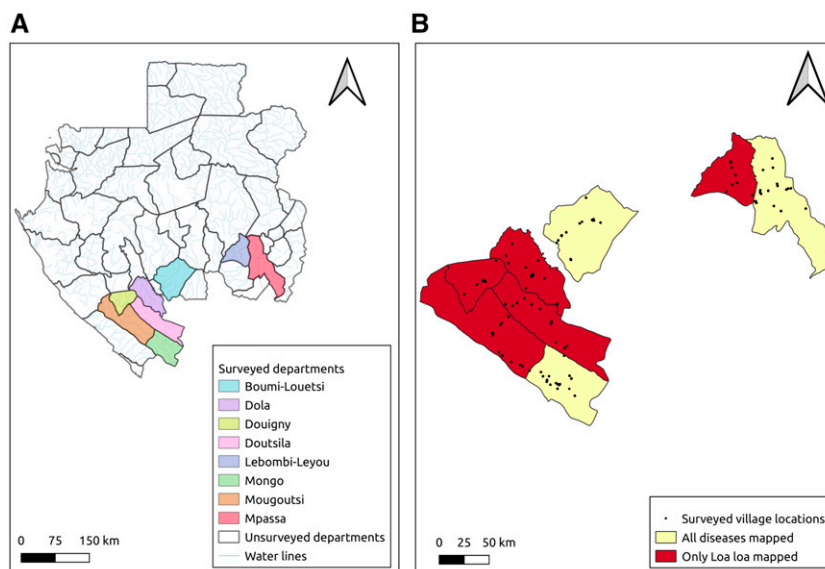 A
B
Surveyed departments
Boumi-Louetsi
Dola
Douigny
Doutsila
Lebombi-Leyou
Mongo
Mougoutsi
Mpassa
Unsurveyed departments
Water lines
0 75 150 km
Surveyed village locations
All diseases mapped
Only Loa loa mapped
0 25 50 km